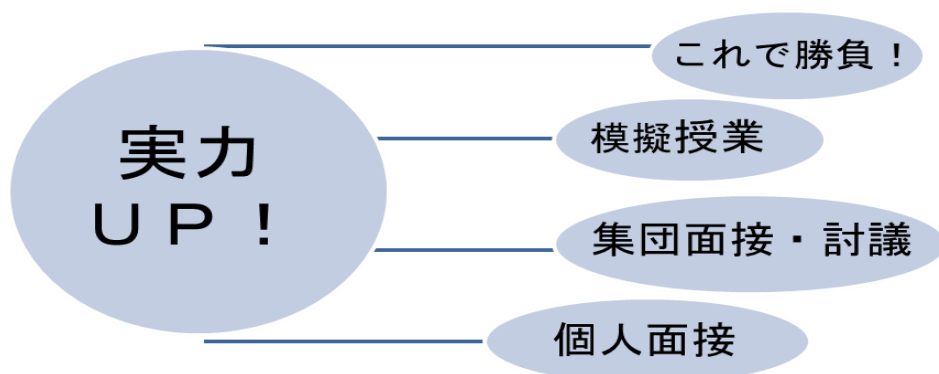 実力
ＵＰ！
これで勝負！
模擬授業
集団面接・討議
個人面接